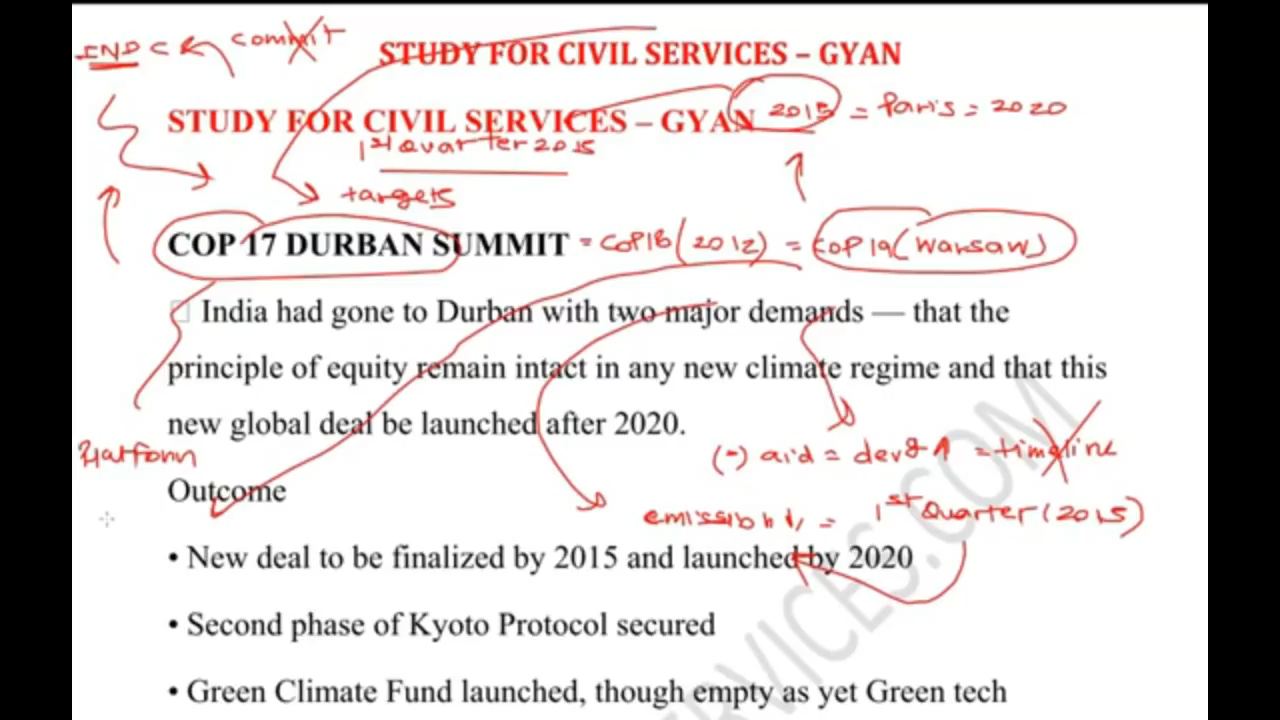 INDC commit
STUDY FOR CIVIL SERVICES – GYAN
STUDY FOR CIVIL SERVICES – GYAN 2015 = Paris = 2020
1st Quarter 2015
targets
COP 17 DURBAN SUMMIT = COP18 (2012) = COP19 (Warsaw)
India had gone to Durban with two major demands — that the
principle of equity remain intact in any new climate regime and that this
new global deal be launched after 2020.
(-) aid = dev&↑ = timeline
Platform
Outcome
emission ↓ = 1st Quarter (2015)
• New deal to be finalized by 2015 and launched by 2020
• Second phase of Kyoto Protocol secured
• Green Climate Fund launched, though empty as yet Green tech
SERVICES.COM